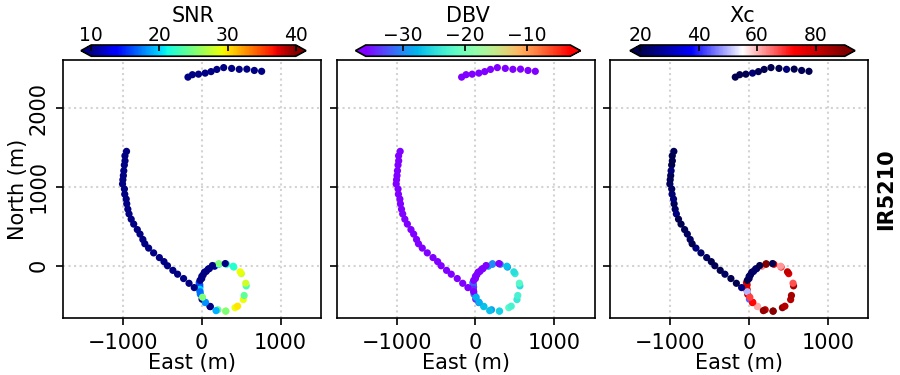 SNR
DBV
Xc
10 20 30 40
−30 −20 −10
20 40 60 80
North (m)
2000
1000
0
IR5210
−1000 0 1000
−1000 0 1000
−1000 0 1000
East (m)
East (m)
East (m)